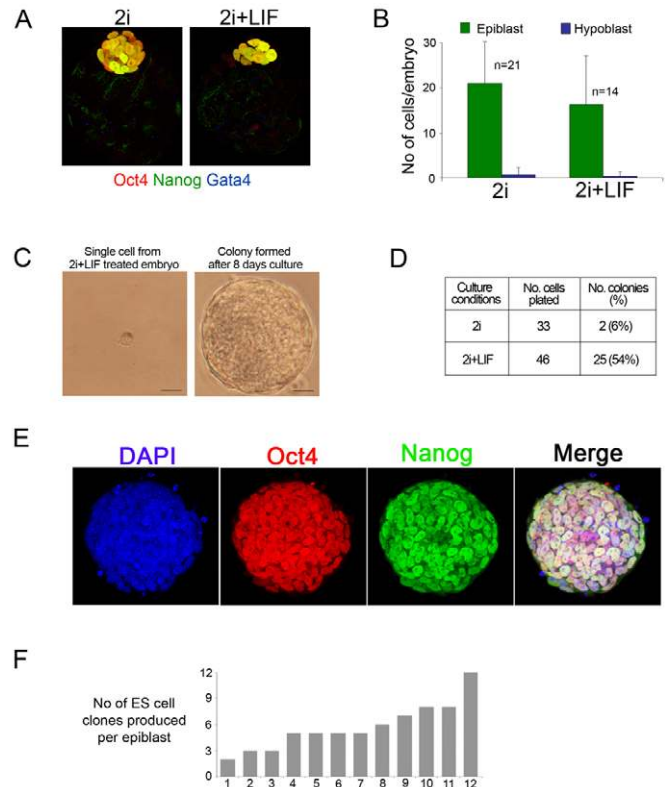 A
2i
2i+LIF
Oct4 Nanog Gata4
B
Epiblast
Hypoblast
No of cells/embryo
30
20
10
0
n=21
n=14
2i
2i+LIF
C
Single cell from
2i+LIF treated embryo
Colony formed
after 8 days culture
D
Culture conditions
No. cells plated
No. colonies (%)
2i
33
2 (6%)
2i+LIF
46
25 (54%)
E
DAPI
Oct4
Nanog
Merge
F
No of ES cell
clones produced
per epiblast
12
9
6
3
0
1 2 3 4 5 6 7 8 9 10 11 12